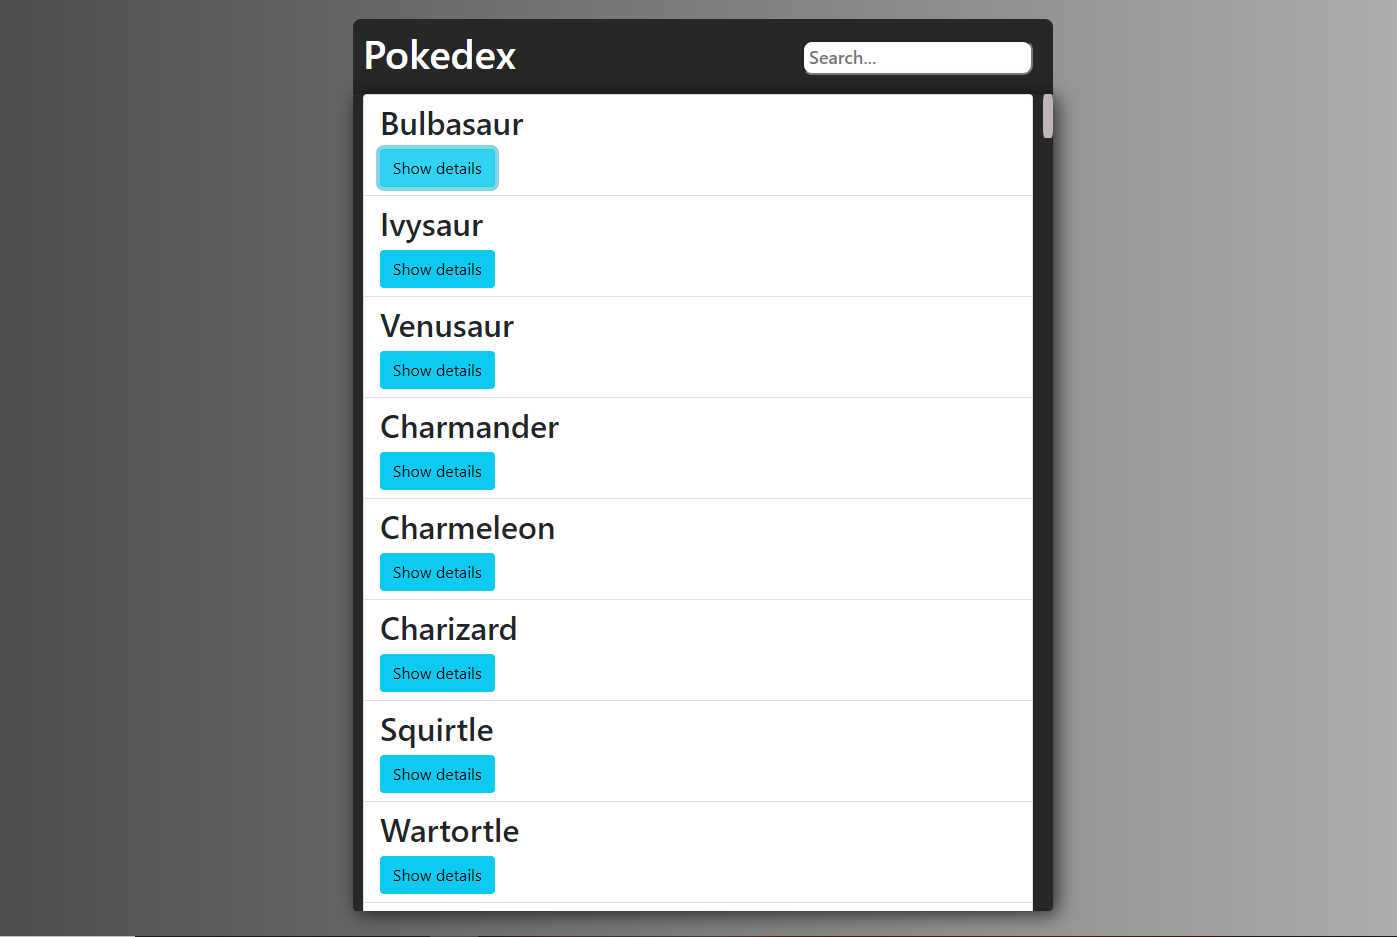 Pokedex
Search...
Bulbasaur
Show details
Ivysaur
Show details
Venusaur
Show details
Charmander
Show details
Charmeleon
Show details
Charizard
Show details
Squirtle
Show details
Wartortle
Show details